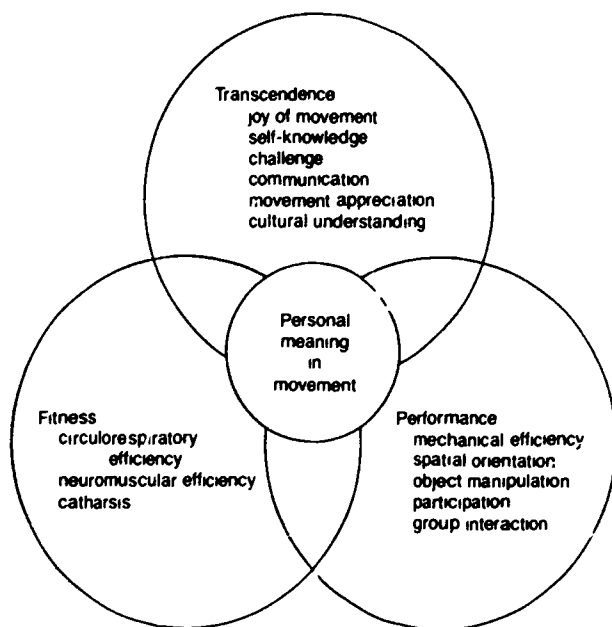 Transcendence
joy of movement
self-knowledge
challenge
communication
movement appreciation
cultural understanding
Personal
meaning
in
movement
Fitness
circulorespiratory
efficiency
neuromuscular efficiency
catharsis
Performance
mechanical efficiency
spatial orientation
object manipulation
participation
group interaction